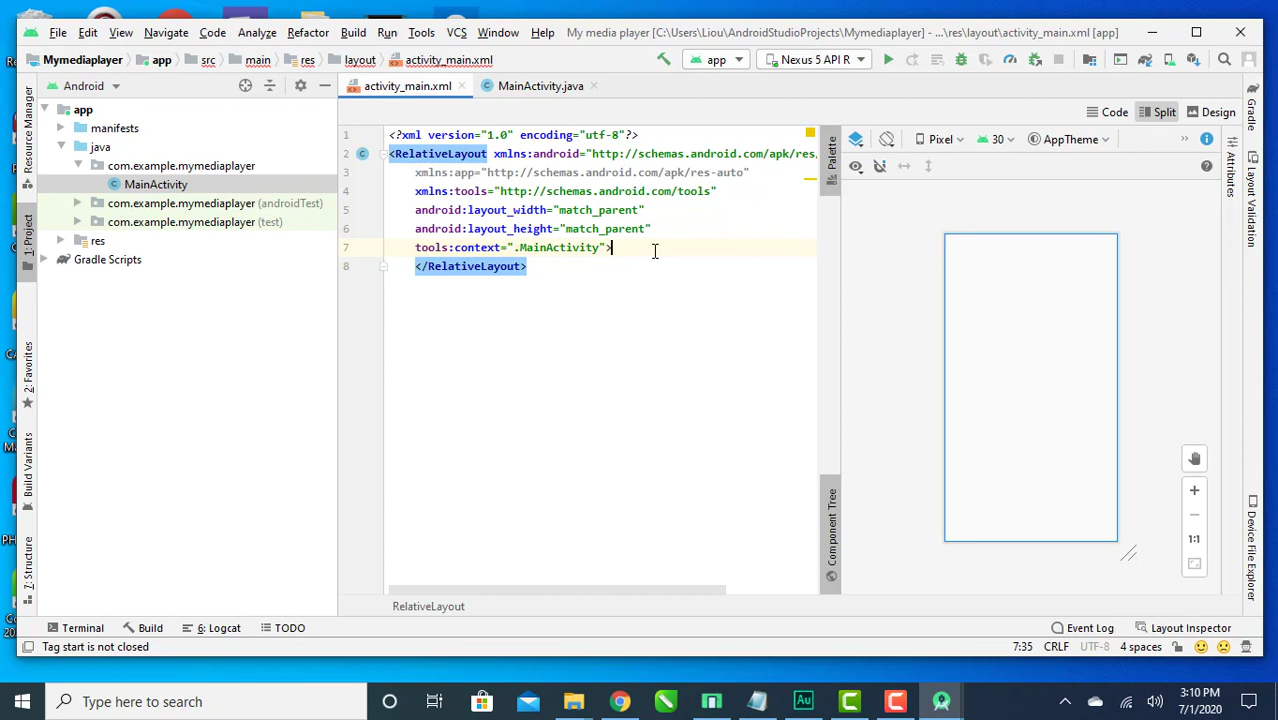 File Edit View Navigate Code Analyze Refactor Build Run Tools VCS Window Help My media player [C:\Users\Liou\AndroidStudioProjects\Mymediaplayer] - ...\res\layout\activity_main.xml [app]
Mymediaplayer app src main res layout activity_main.xml app Nexus 5 API R
Android activity_main.xml MainActivity.java
app
manifests
java
com.example.mymediaplayer
MainActivity
com.example.mymediaplayer (androidTest)
com.example.mymediaplayer (test)
res
Gradle Scripts
Resource Manager
1: Project
2: Favorites
Build Variants
7: Structure
Code Split Design
1 <?xml version="1.0" encoding="utf-8"?>
2 <RelativeLayout xmlns:android="http://schemas.android.com/apk/res,
3 xmlns:app="http://schemas.android.com/apk/res-auto"
4 xmlns:tools="http://schemas.android.com/tools"
5 android:layout_width="match_parent"
6 android:layout_height="match_parent"
7 tools:context=".MainActivity">
8 </RelativeLayout>
Palette
Component Tree
Pixel 30 AppTheme
1:1
Gradle
Attributes
Layout Validation
Device File Explorer
RelativeLayout
Terminal Build 6: Logcat TODO Event Log Layout Inspector
Tag start is not closed 7:35 CRLF UTF-8 4 spaces
Type here to search
Au
3:10 PM
7/1/2020